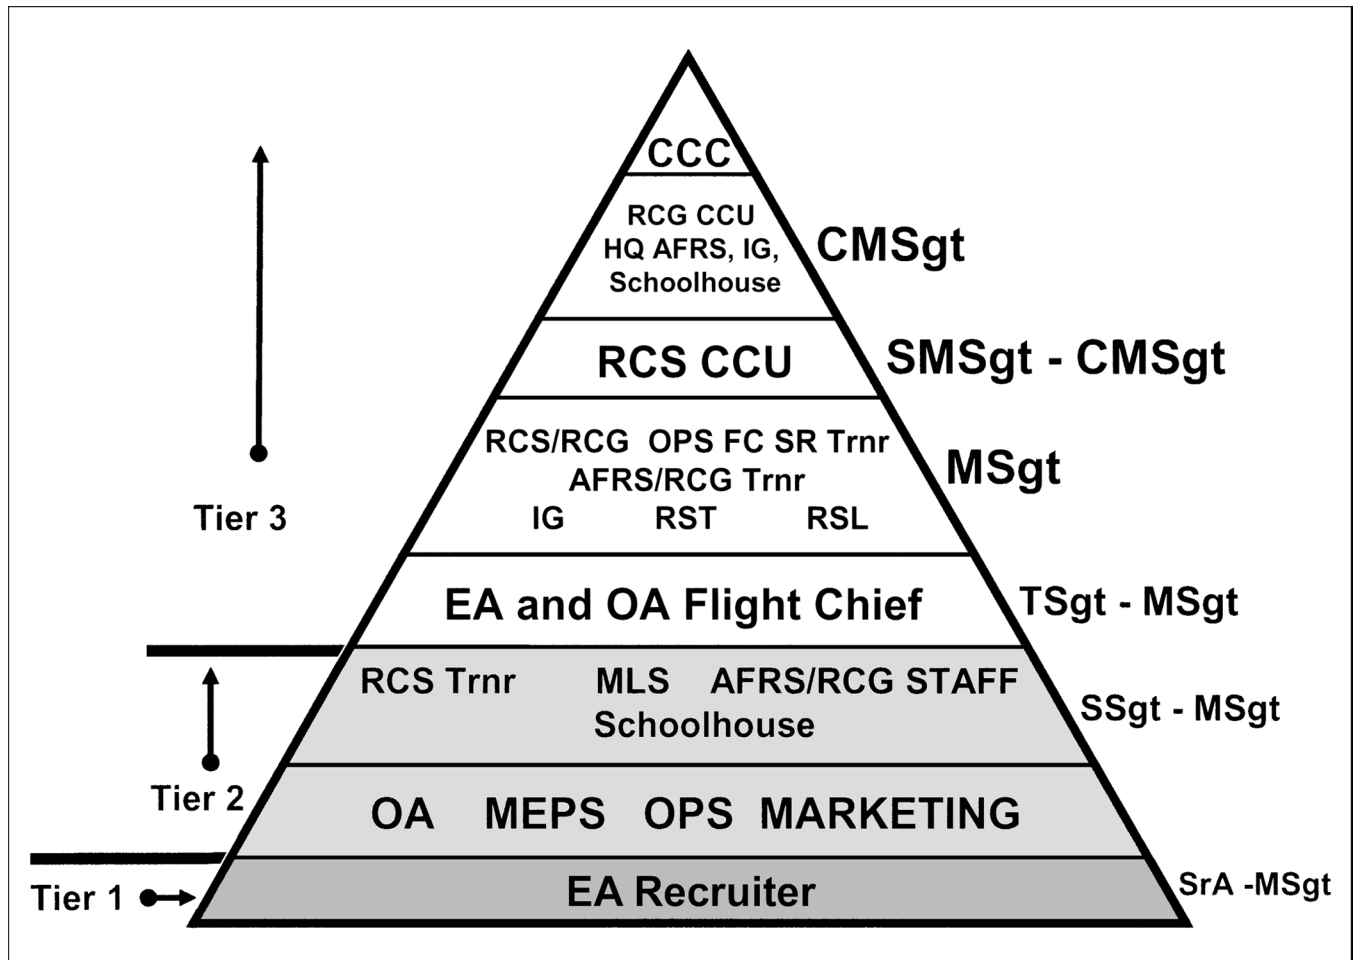 CCC
RCG CCU
HQ AFRS, IG,
Schoolhouse
CMSgt
RCS CCU
SMSgt - CMSgt
RCS/RCG OPS FC SR Trnr
AFRS/RCG Trnr
IG RST RSL
MSgt
Tier 3
EA and OA Flight Chief
TSgt - MSgt
RCS Trnr MLS AFRS/RCG STAFF
Schoolhouse
SSgt - MSgt
Tier 2
OA MEPS OPS MARKETING
EA Recruiter
SrA -MSgt
Tier 1